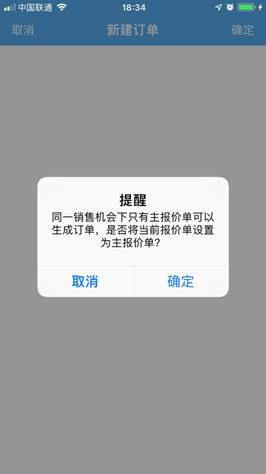 中国联通 18:34
取消 新建订单 确定
提醒
同一销售机会下只有主报价单可以
生成订单，是否将当前报价单设置
为主报价单？
取消 确定